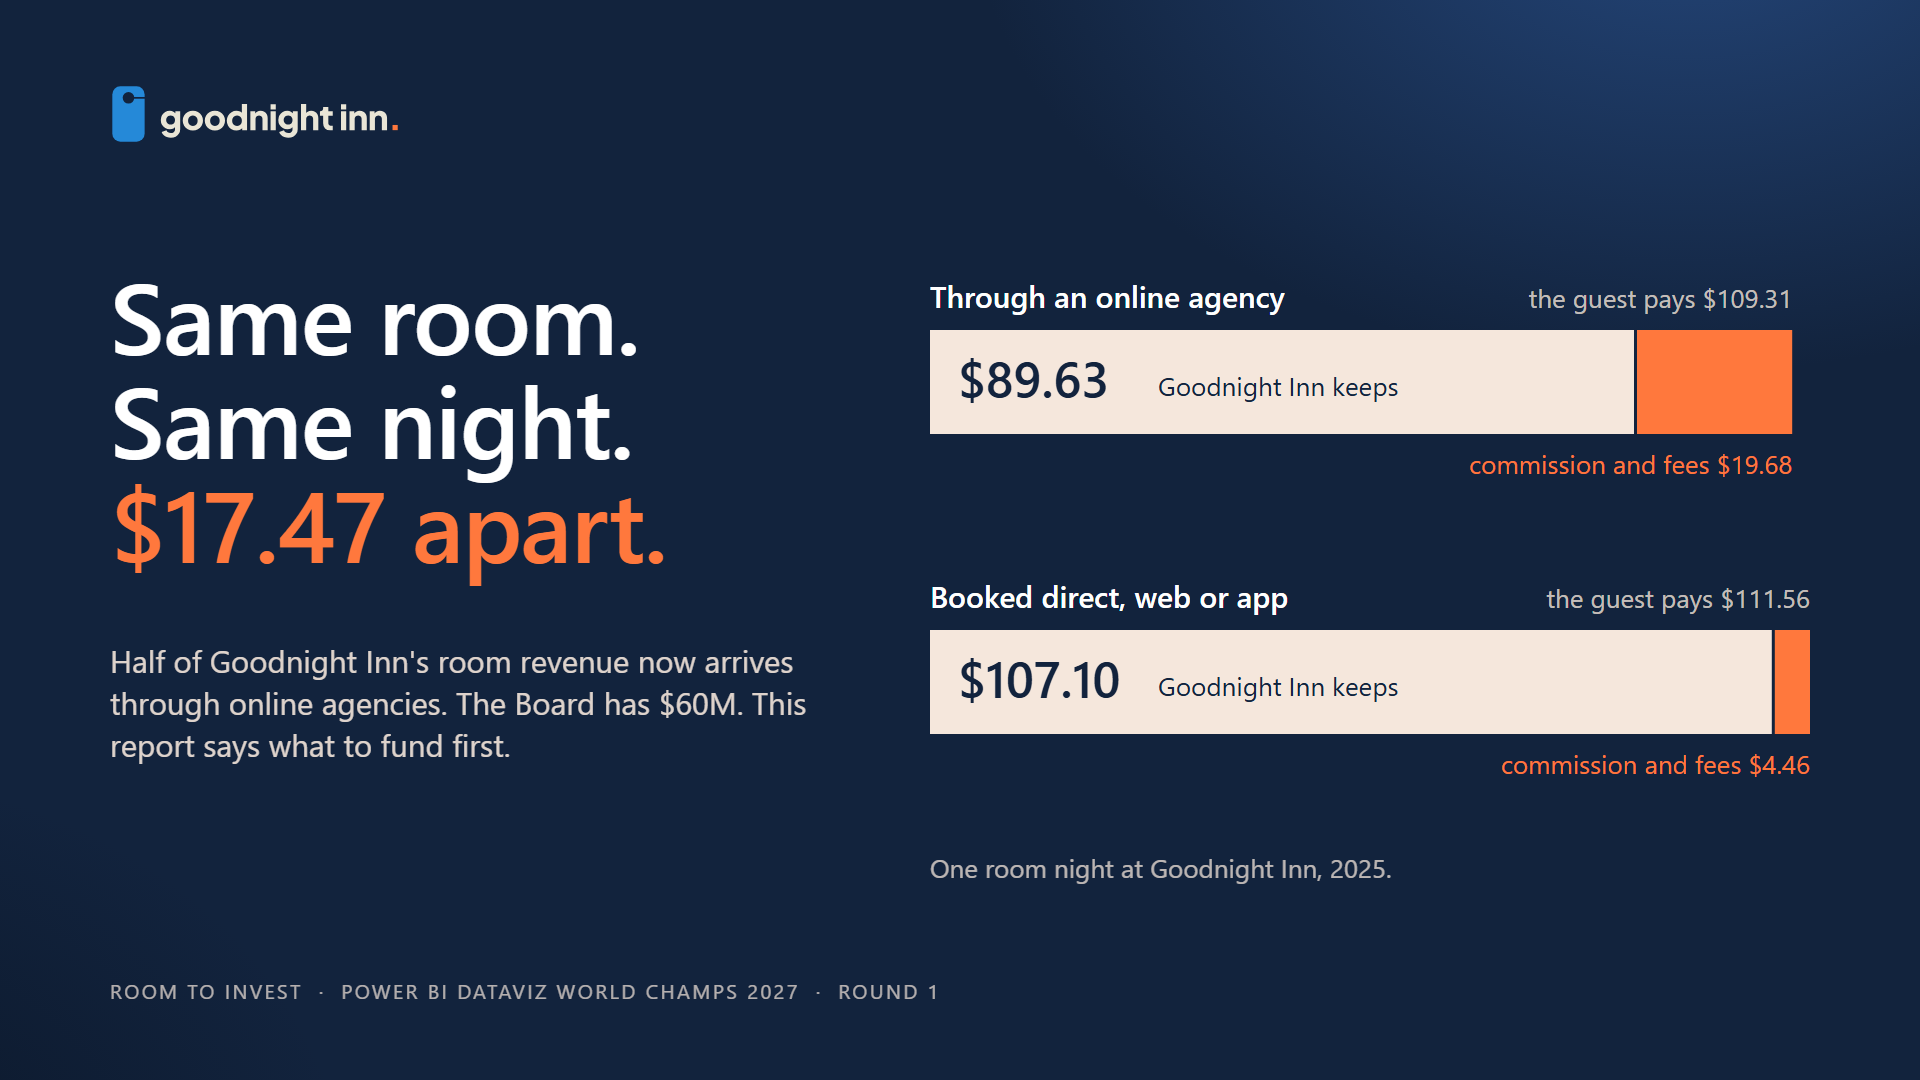 goodnight inn.
Same room.
Same night.
$17.47 apart.
Half of Goodnight Inn's room revenue now arrives
through online agencies. The Board has $60M. This
report says what to fund first.
Through an online agency
the guest pays $109.31
$89.63 Goodnight Inn keeps
commission and fees $19.68
Booked direct, web or app
the guest pays $111.56
$107.10 Goodnight Inn keeps
commission and fees $4.46
One room night at Goodnight Inn, 2025.
ROOM TO INVEST · POWER BI DATAVIZ WORLD CHAMPS 2027 · ROUND 1